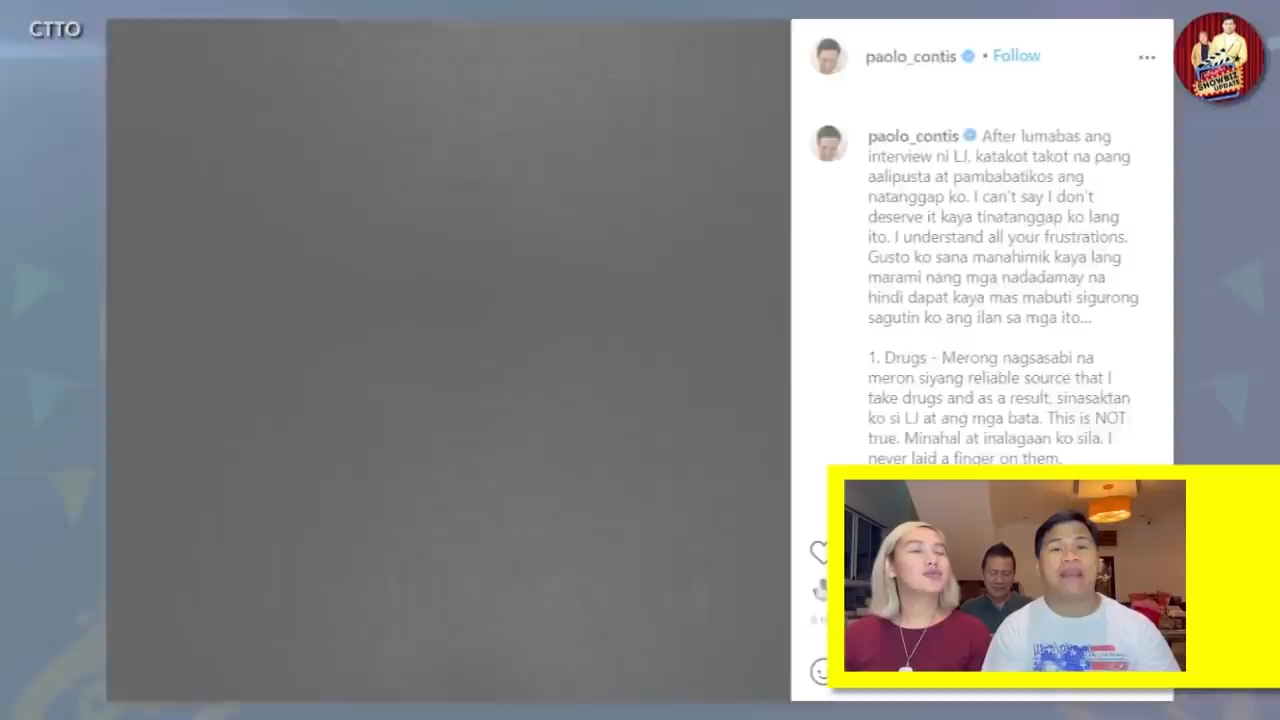 CTTO
paolo_contis • Follow
SHOWBIZ
UPDATE
paolo_contis After lumabas ang
interview ni LJ, katakot takot na pang
aalipusta at pambabatikos ang
natanggap ko. I can't say I don't
deserve it kaya tinatanggap ko lang
ito. I understand all your frustrations.
Gusto ko sana manahimik kaya lang
marami nang mga nadadamay na
hindi dapat kaya mas mabuti sigurong
sagutin ko ang ilan sa mga ito...
1. Drugs - Merong nagsasabi na
meron siyang reliable source that I
take drugs and as a result, sinasaktan
ko si LJ at ang mga bata. This is NOT
true. Minahal at inalagaan ko sila. I
never laid a finger on them.